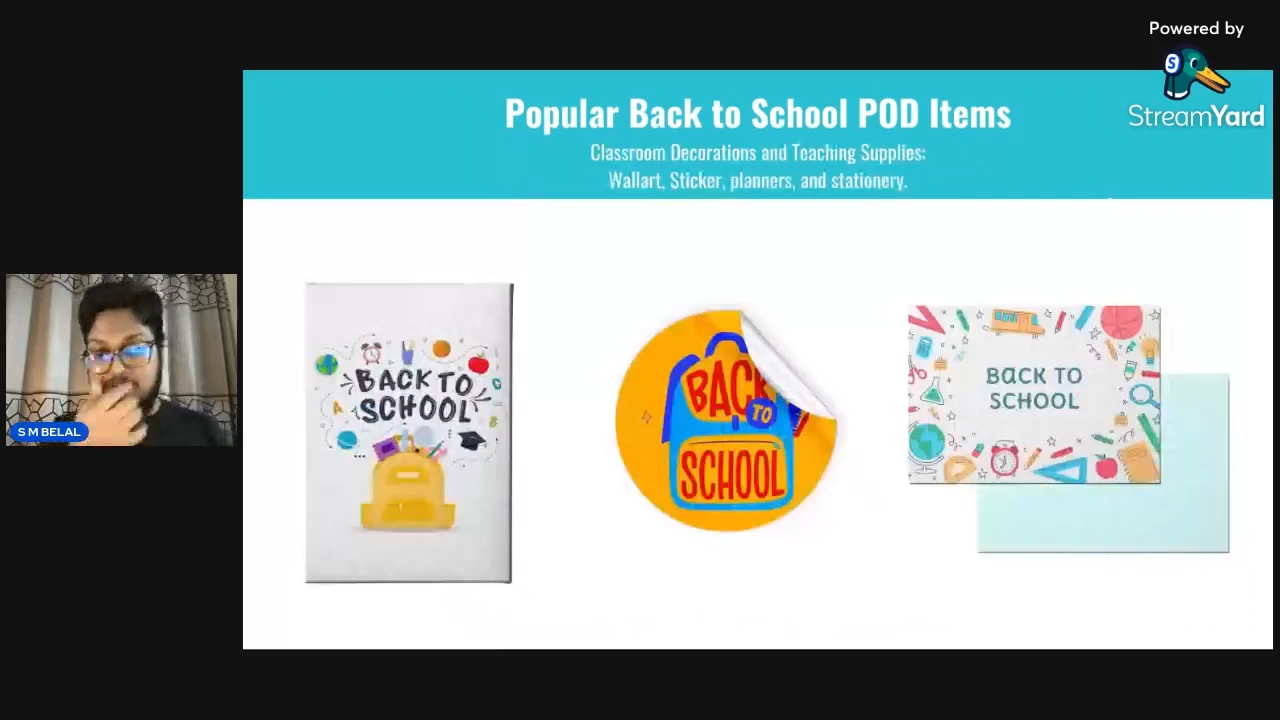 Powered by
StreamYard
Popular Back to School POD Items
Classroom Decorations and Teaching Supplies:
Wallart, Sticker, planners, and stationery.
BACK TO
SCHOOL
BACK
TO
SCHOOL
BACK TO
SCHOOL
S M BELAL